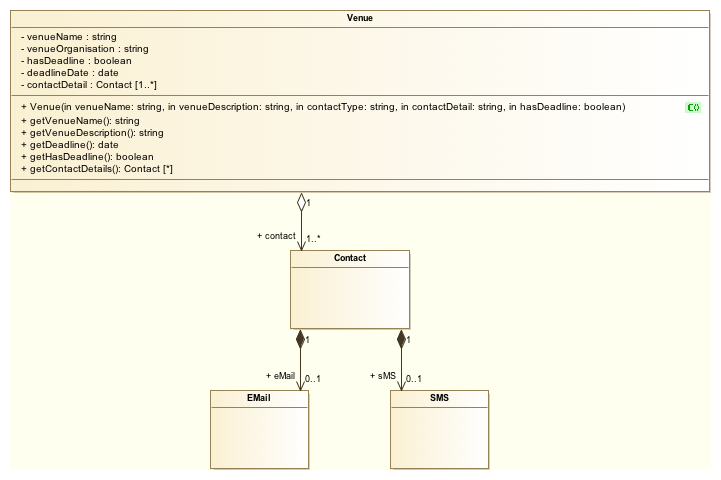 Venue
- venueName : string
- venueOrganisation : string
- hasDeadline : boolean
- deadlineDate : date
- contactDetail : Contact [1..*]
+ Venue(in venueName: string, in venueDescription: string, in contactType: string, in contactDetail: string, in hasDeadline: boolean) C()
+ getVenueName(): string
+ getVenueDescription(): string
+ getDeadline(): date
+ getHasDeadline(): boolean
+ getContactDetails(): Contact [*]
1
+ contact 1..*
Contact
1 1
+ eMail 0..1 + sMS 0..1
EMail SMS